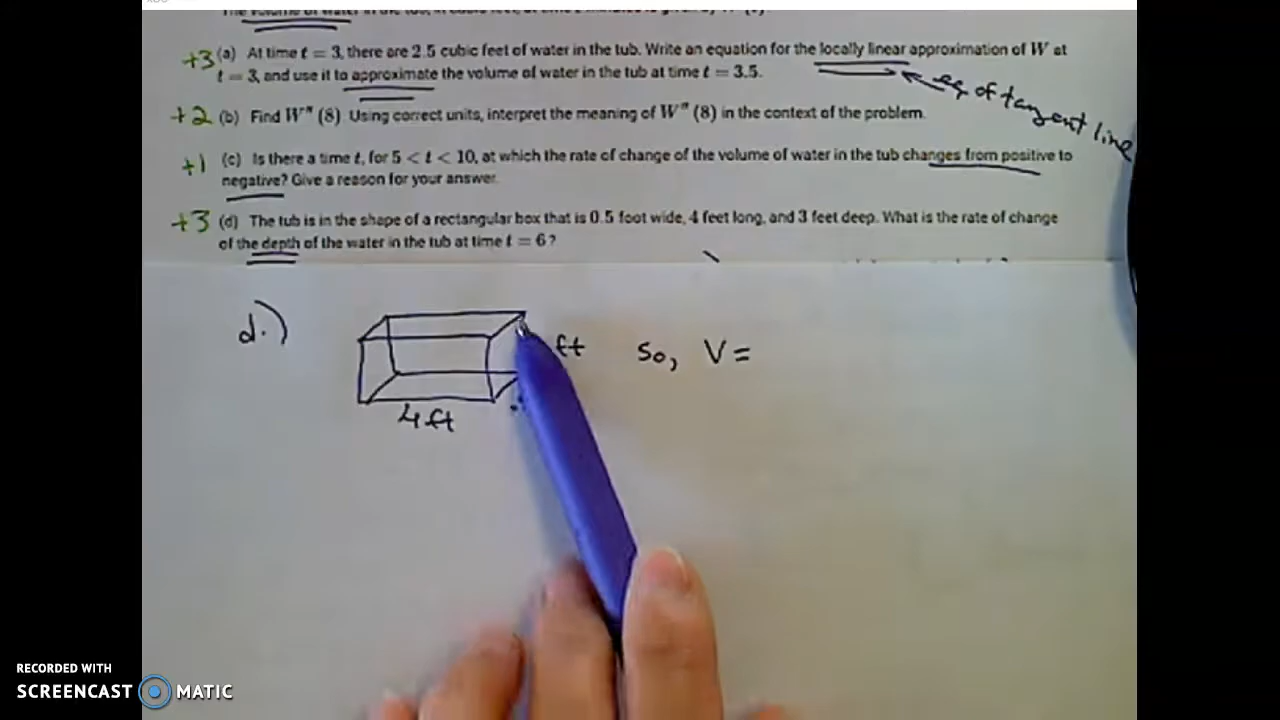 +3 (a) At time t = 3, there are 2.5 cubic feet of water in the tub. Write an equation for the locally linear approximation of W at
t = 3, and use it to approximate the volume of water in the tub at time t = 3.5.
eq of tangent line
+2 (b) Find W" (8) Using correct units, interpret the meaning of W" (8) in the context of the problem.
+1 (c) Is there a time t, for 5 < t < 10, at which the rate of change of the volume of water in the tub changes from positive to
negative? Give a reason for your answer.
+3 (d) The tub is in the shape of a rectangular box that is 0.5 foot wide, 4 feet long, and 3 feet deep. What is the rate of change
of the depth of the water in the tub at time t = 6?
d.)
ft so, V =
4ft
RECORDED WITH
SCREENCAST MATIC